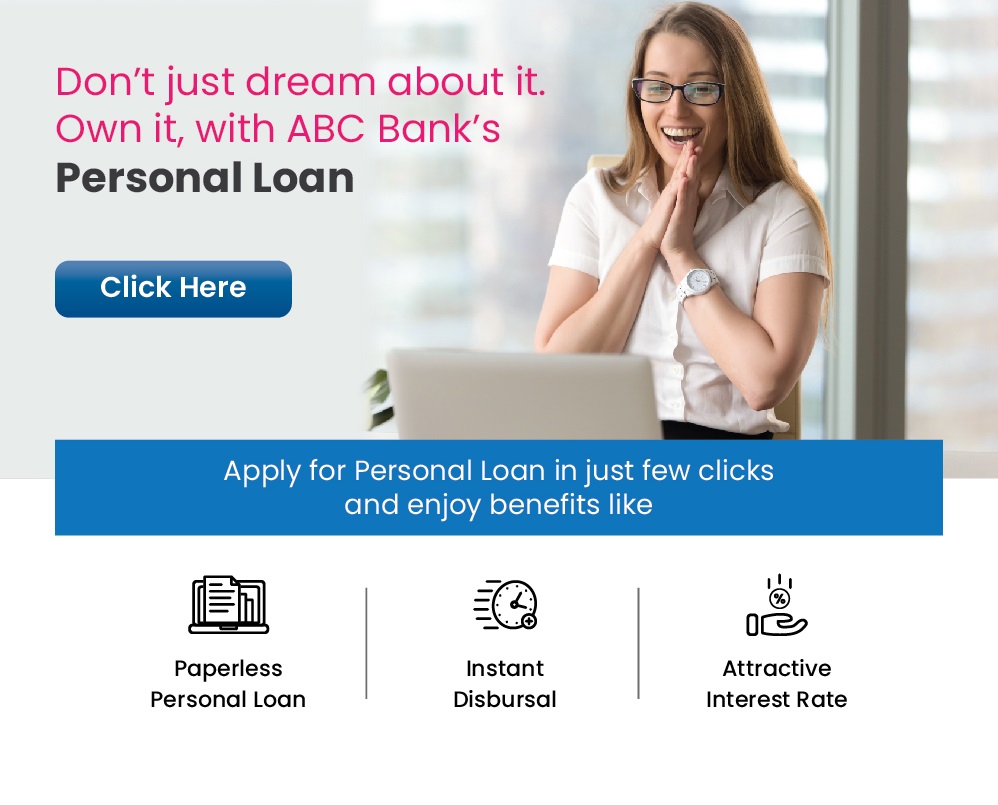 Don’t just dream about it.
Own it, with ABC Bank’s
Personal Loan
Click Here
Apply for Personal Loan in just few clicks
and enjoy benefits like
%
Paperless
Personal Loan
Instant
Disbursal
Attractive
Interest Rate